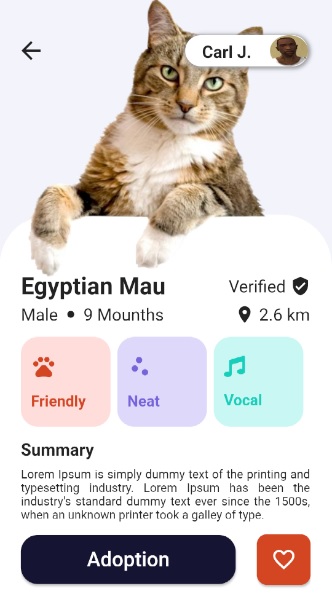 Carl J.
Egyptian Mau
Verified
Male • 9 Mounths
2.6 km
Friendly
Neat
Vocal
Summary
Lorem Ipsum is simply dummy text of the printing and
typesetting industry. Lorem Ipsum has been the
industry's standard dummy text ever since the 1500s,
when an unknown printer took a galley of type.
Adoption